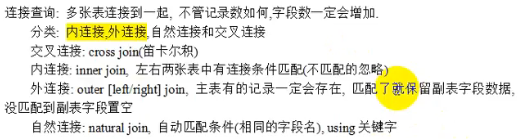 连接查询: 多张表连接到一起, 不管记录数如何,字段数一定会增加.
分类: 内连接,外连接,自然连接和交叉连接
交叉连接: cross join(笛卡尔积)
内连接: inner join, 左右两张表中有连接条件匹配(不匹配的忽略)
外连接: outer [left/right] join, 主表有的记录一定会存在, 匹配了就保留副表字段数据,
没匹配到副表字段置空
自然连接: natural join, 自动匹配条件(相同的字段名), using 关键字